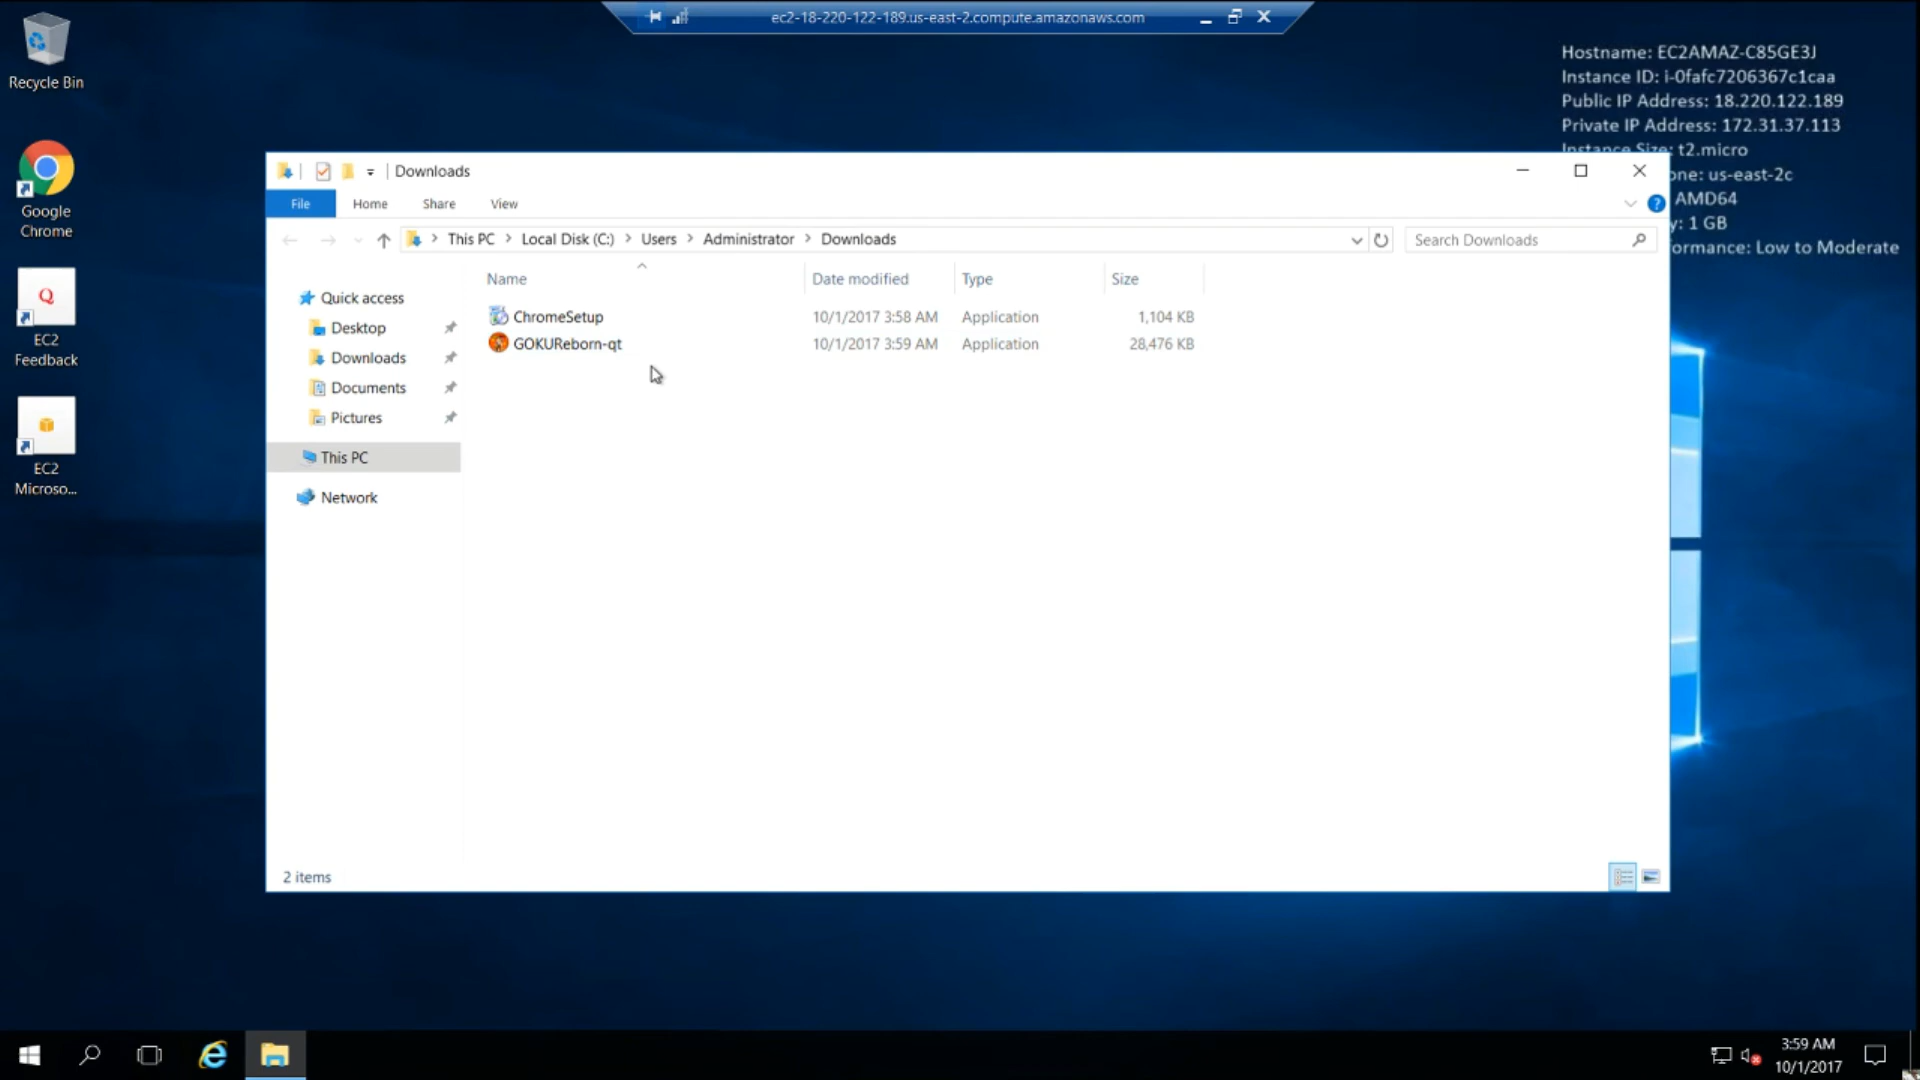 ec2-18-220-122-189.us-east-2.compute.amazonaws.com
Recycle Bin
Google
Chrome
EC2
Feedback
EC2
Microso...
Hostname: EC2AMAZ-C85GE3J
Instance ID: i-0fafc7206367c1caa
Public IP Address: 18.220.122.189
Private IP Address: 172.31.37.113
Instance Size: t2.micro
one: us-east-2c
AMD64
y: 1 GB
ormance: Low to Moderate
Downloads
File Home Share View
This PC Local Disk (C:) Users Administrator Downloads
Search Downloads
Name Date modified Type Size
ChromeSetup 10/1/2017 3:58 AM Application 1,104 KB
GOKUReborn-qt 10/1/2017 3:59 AM Application 28,476 KB
Quick access
Desktop
Downloads
Documents
Pictures
This PC
Network
2 items
3:59 AM
10/1/2017